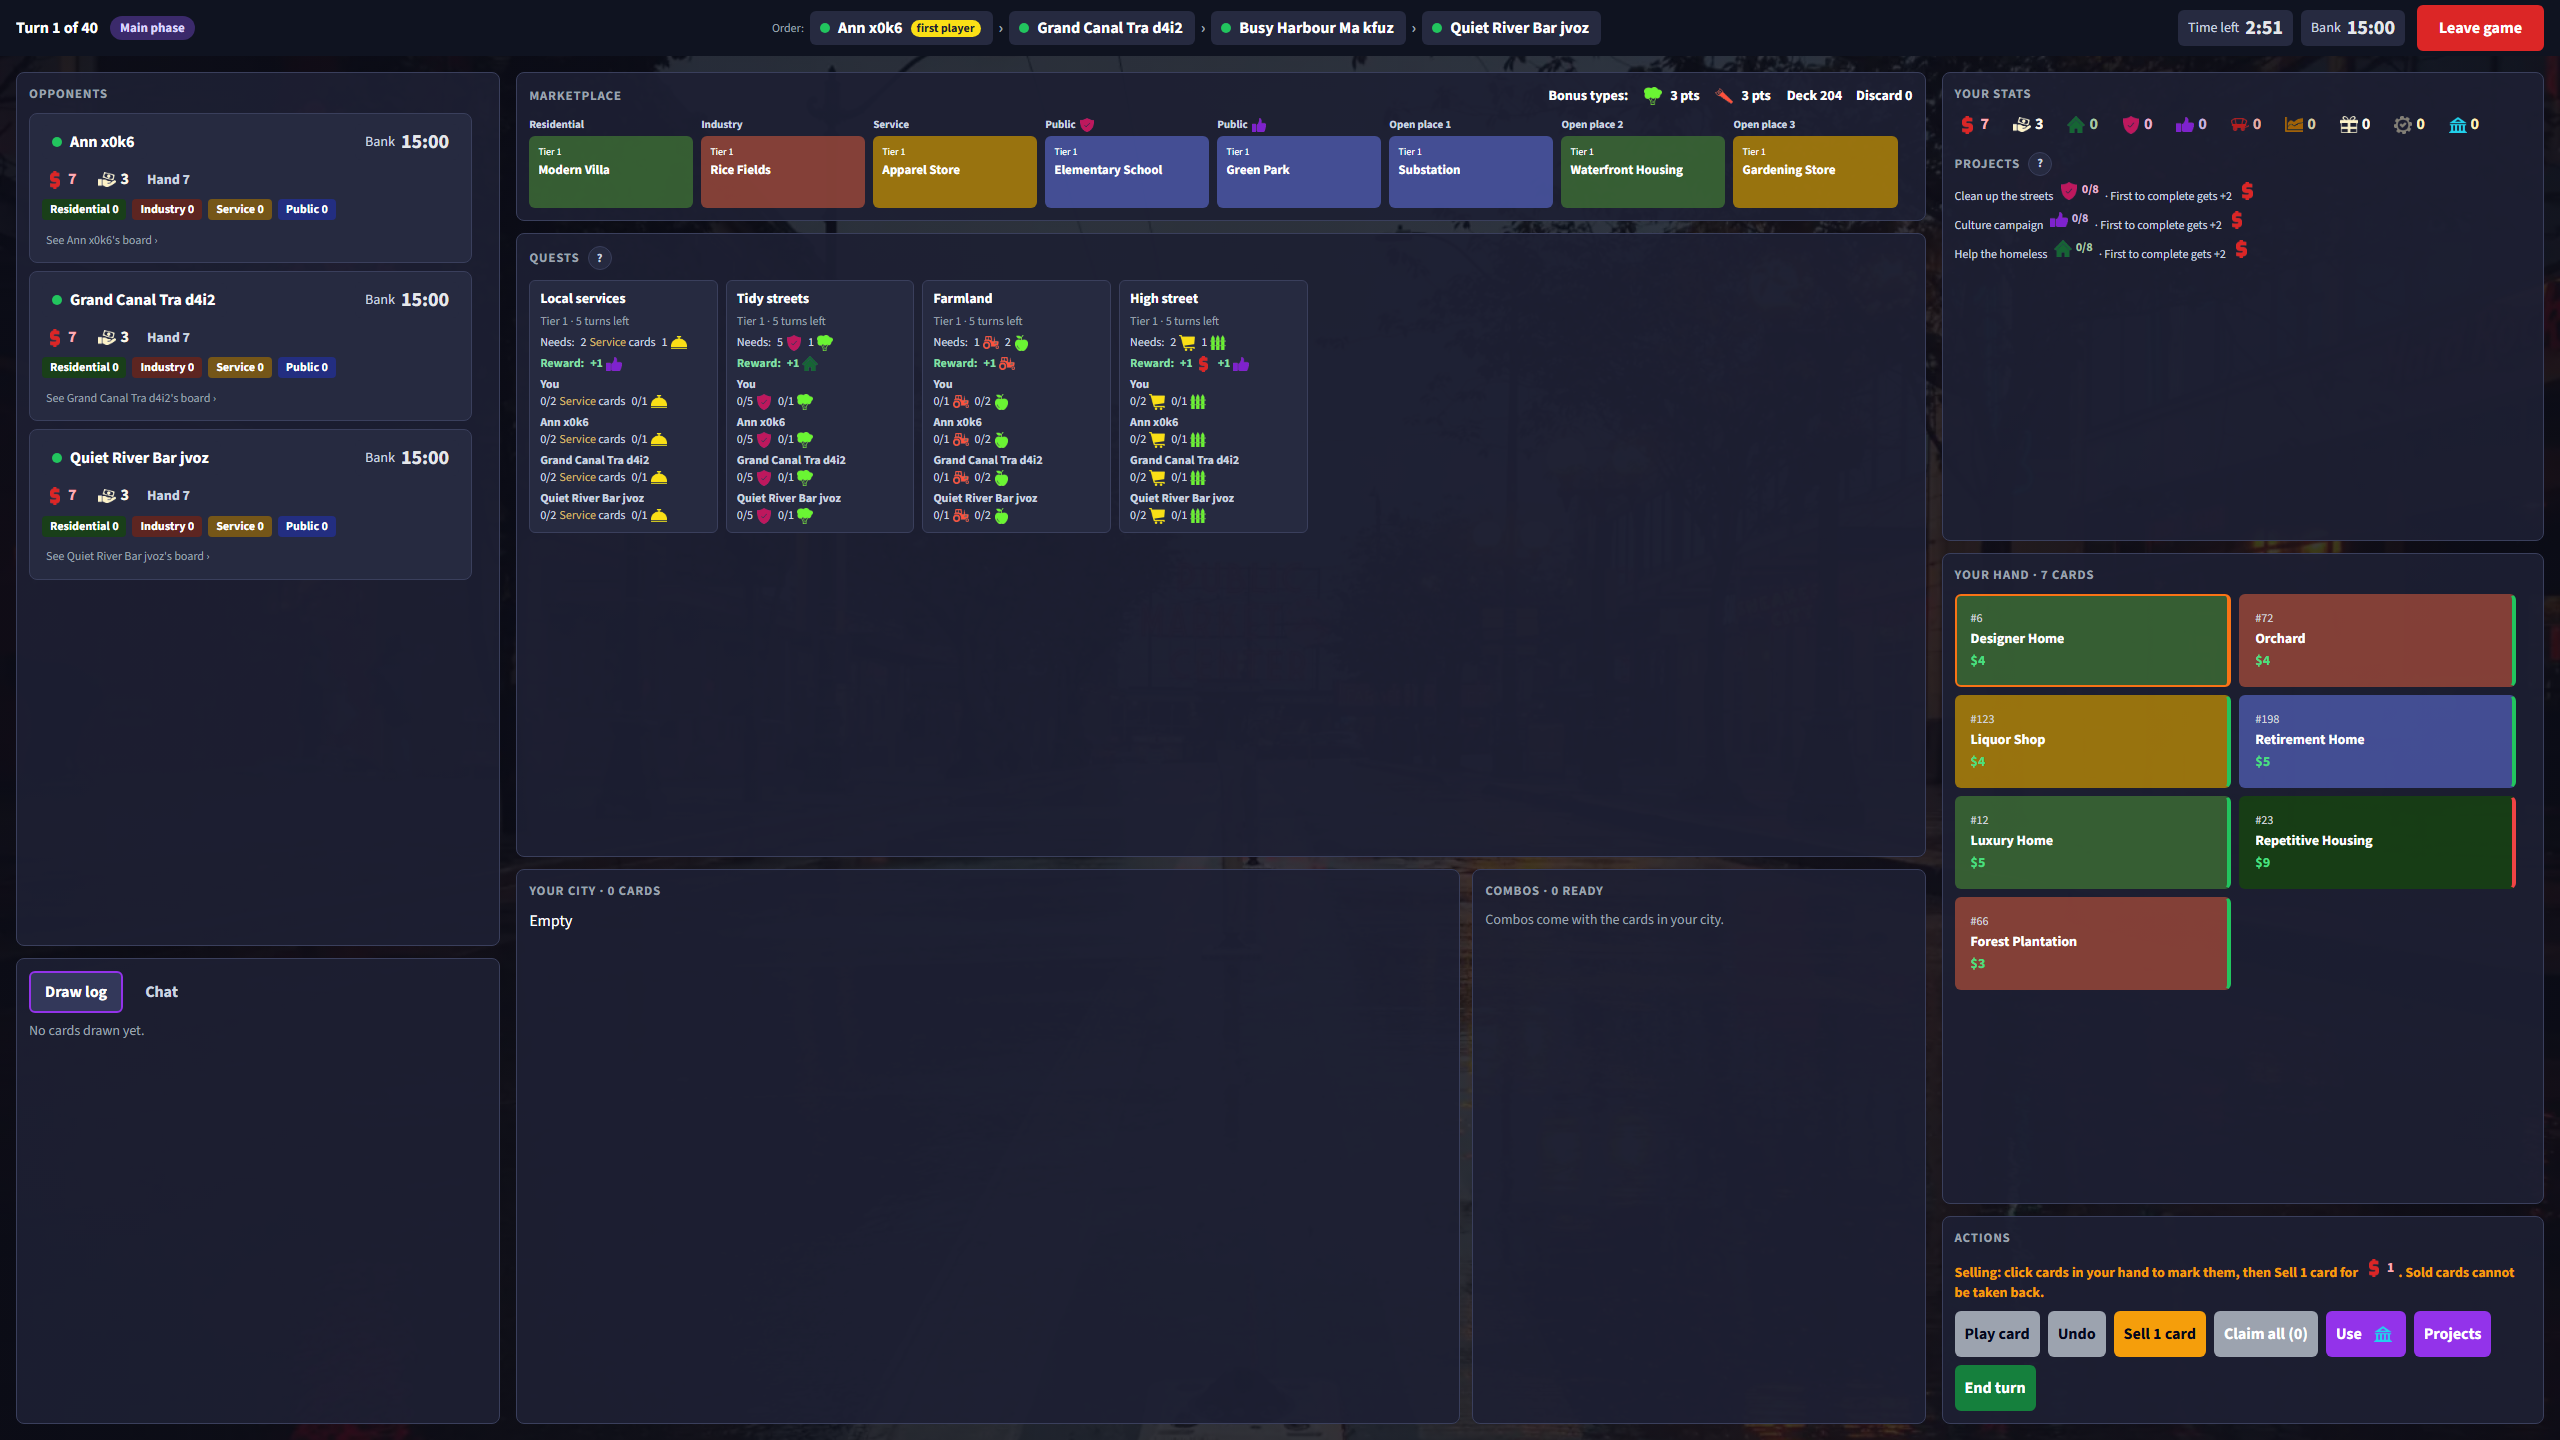 Turn 1 of 40 Main phase
Order: Ann x0k6 first player › Grand Canal Tra d4i2 › Busy Harbour Ma kfuz › Quiet River Bar jvoz
Time left 2:51 Bank 15:00 Leave game
OPPONENTS
Ann x0k6 Bank 15:00
7 3 Hand 7
Residential 0 Industry 0 Service 0 Public 0
See Ann x0k6's board ›
Grand Canal Tra d4i2 Bank 15:00
7 3 Hand 7
Residential 0 Industry 0 Service 0 Public 0
See Grand Canal Tra d4i2's board ›
Quiet River Bar jvoz Bank 15:00
7 3 Hand 7
Residential 0 Industry 0 Service 0 Public 0
See Quiet River Bar jvoz's board ›
Draw log Chat
No cards drawn yet.
MARKETPLACE
Bonus types: 3 pts 3 pts Deck 204 Discard 0
Residential Industry Service Public Public Open place 1 Open place 2 Open place 3
Tier 1 Tier 1 Tier 1 Tier 1 Tier 1 Tier 1 Tier 1 Tier 1
Modern Villa Rice Fields Apparel Store Elementary School Green Park Substation Waterfront Housing Gardening Store
QUESTS ?
Local services
Tier 1 · 5 turns left
Needs: 2 Service cards 1
Reward: +1
You
0/2 Service cards 0/1
Ann x0k6
0/2 Service cards 0/1
Grand Canal Tra d4i2
0/2 Service cards 0/1
Quiet River Bar jvoz
0/2 Service cards 0/1
Tidy streets
Tier 1 · 5 turns left
Needs: 5 1
Reward: +1
You
0/5 0/1
Ann x0k6
0/5 0/1
Grand Canal Tra d4i2
0/5 0/1
Quiet River Bar jvoz
0/5 0/1
Farmland
Tier 1 · 5 turns left
Needs: 1 2
Reward: +1
You
0/1 0/2
Ann x0k6
0/1 0/2
Grand Canal Tra d4i2
0/1 0/2
Quiet River Bar jvoz
0/1 0/2
High street
Tier 1 · 5 turns left
Needs: 2 1
Reward: +1 +1
You
0/2 0/1
Ann x0k6
0/2 0/1
Grand Canal Tra d4i2
0/2 0/1
Quiet River Bar jvoz
0/2 0/1
YOUR CITY · 0 CARDS
Empty
COMBOS · 0 READY
Combos come with the cards in your city.
YOUR STATS
7 3 0 0 0 0 0 0 0 0
PROJECTS ?
Clean up the streets 0/8 · First to complete gets +2
Culture campaign 0/8 · First to complete gets +2
Help the homeless 0/8 · First to complete gets +2
YOUR HAND · 7 CARDS
#6
Designer Home
$4
#72
Orchard
$4
#123
Liquor Shop
$4
#198
Retirement Home
$5
#12
Luxury Home
$5
#23
Repetitive Housing
$9
#66
Forest Plantation
$3
ACTIONS
Selling: click cards in your hand to mark them, then Sell 1 card for 1 . Sold cards cannot
be taken back.
Play card Undo Sell 1 card Claim all (0) Use Projects
End turn